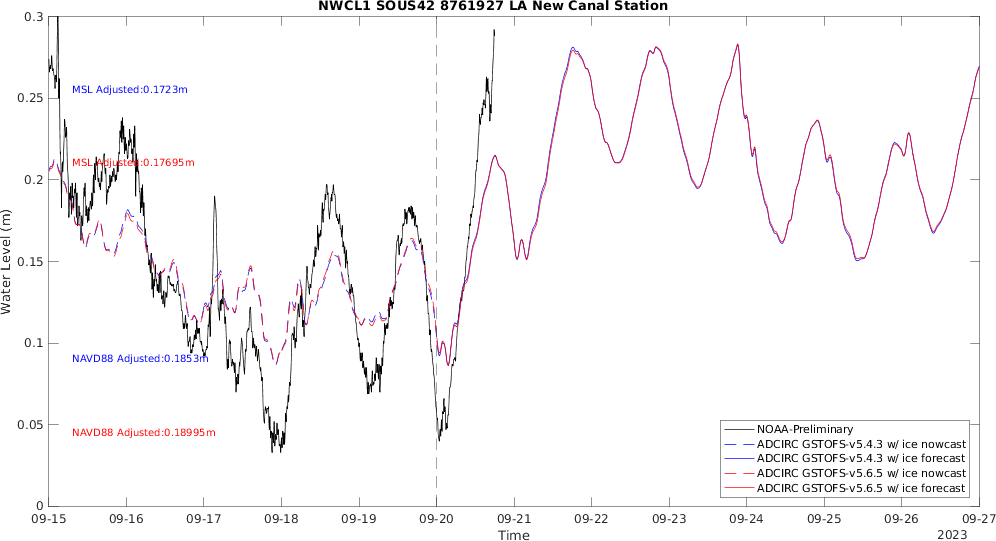 NWCL1 SOUS42 8761927 LA New Canal Station
0.3
0.25
0.2
0.15
0.1
0.05
0
Water Level (m)
MSL Adjusted:0.1723m
MSL Adjusted:0.17695m
NAVD88 Adjusted:0.1853m
NAVD88 Adjusted:0.18995m
NOAA-Preliminary
ADCIRC GSTOFS-v5.4.3 w/ ice nowcast
ADCIRC GSTOFS-v5.4.3 w/ ice forecast
ADCIRC GSTOFS-v5.6.5 w/ ice nowcast
ADCIRC GSTOFS-v5.6.5 w/ ice forecast
09-15 09-16 09-17 09-18 09-19 09-20 09-21 09-22 09-23 09-24 09-25 09-26 09-27
Time
2023